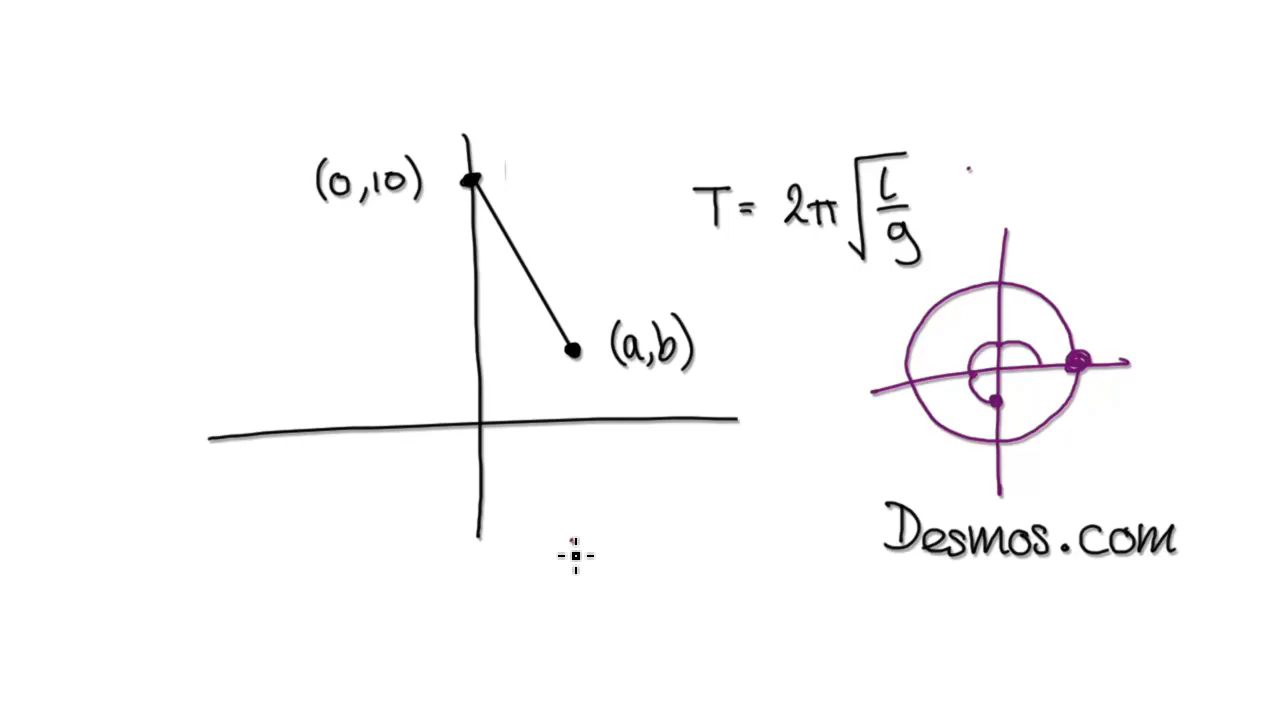 (0,10)
T = 2π√(l/g)
(a,b)
Desmos.com